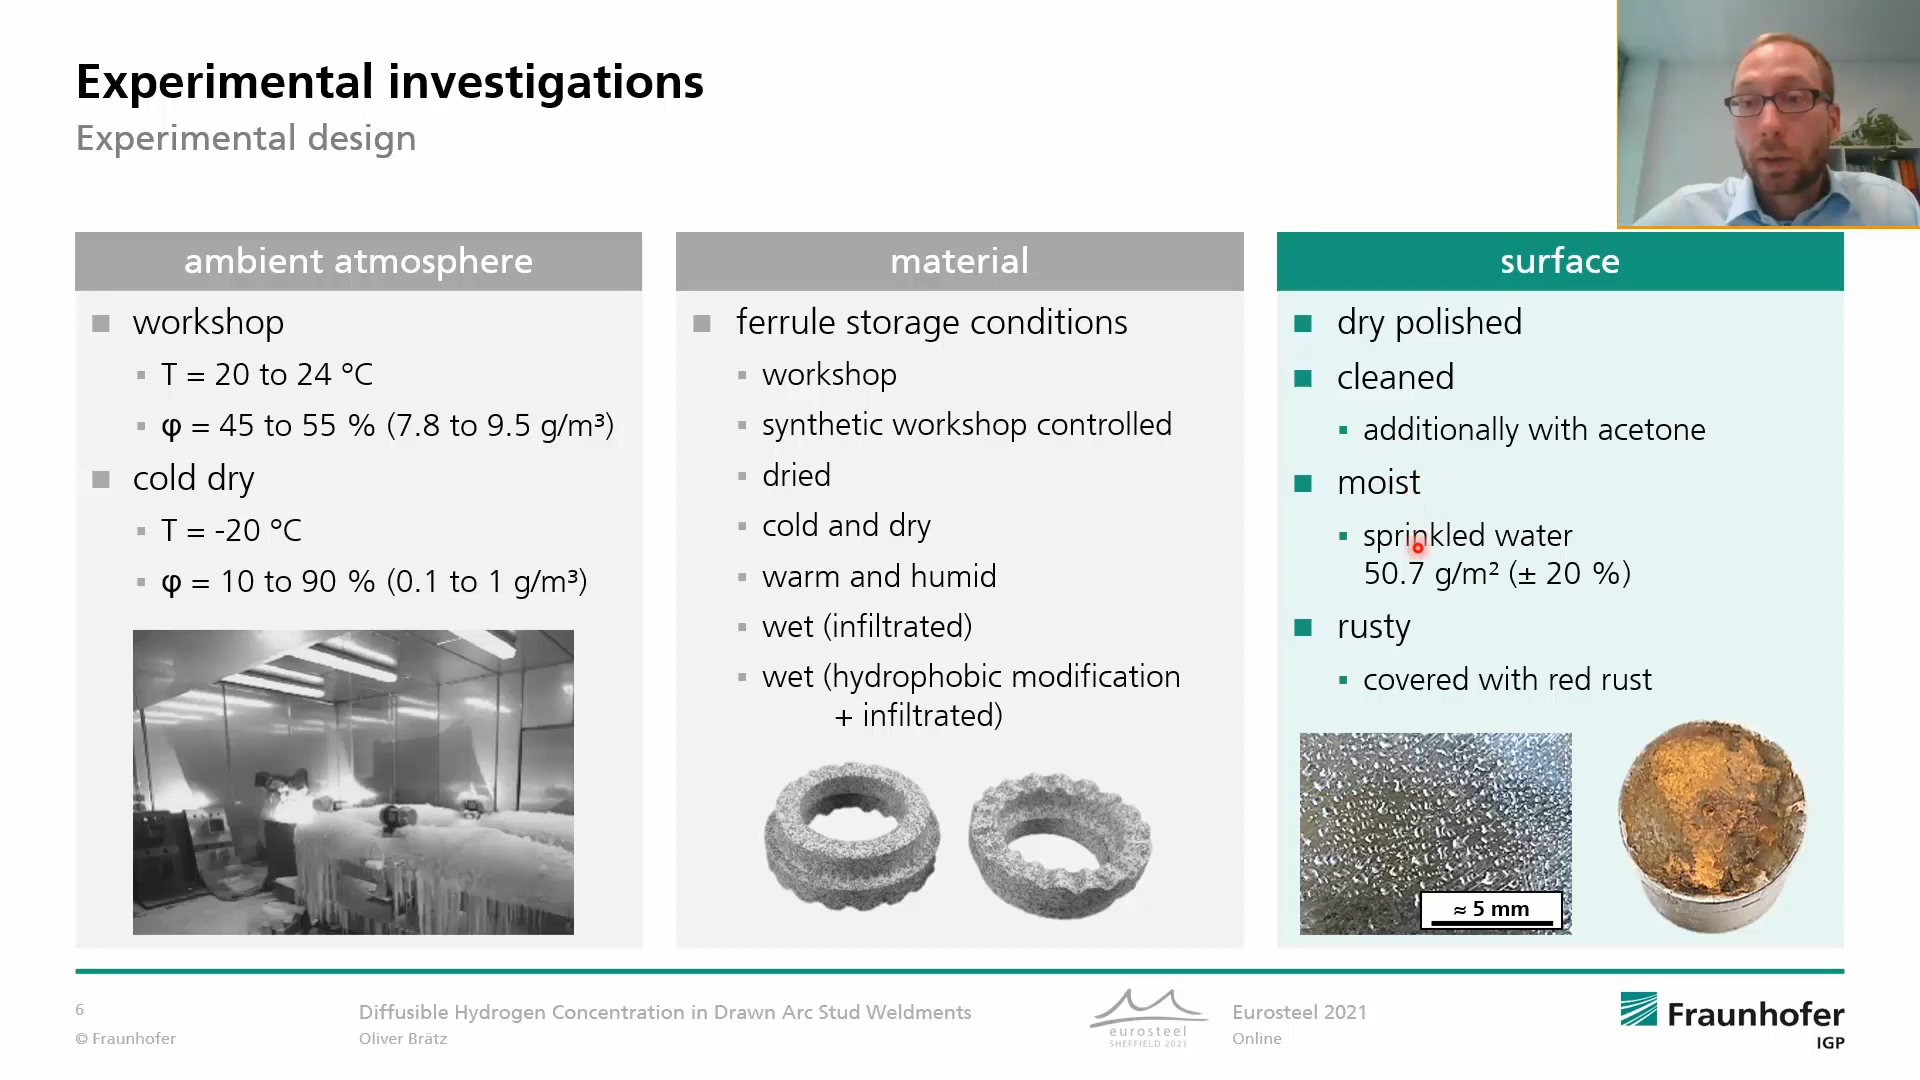 Experimental investigations
Experimental design
ambient atmosphere
workshop
T = 20 to 24 °C
φ = 45 to 55 % (7.8 to 9.5 g/m³)
cold dry
T = -20 °C
φ = 10 to 90 % (0.1 to 1 g/m³)
material
ferrule storage conditions
workshop
synthetic workshop controlled
dried
cold and dry
warm and humid
wet (infiltrated)
wet (hydrophobic modification
+ infiltrated)
surface
dry polished
cleaned
additionally with acetone
moist
sprinkled water
50.7 g/m² (± 20 %)
rusty
covered with red rust
≈ 5 mm
6
© Fraunhofer
Diffusible Hydrogen Concentration in Drawn Arc Stud Weldments
Oliver Brätz
eurosteel
SHEFFIELD 2021
Eurosteel 2021
Online
Fraunhofer
IGP